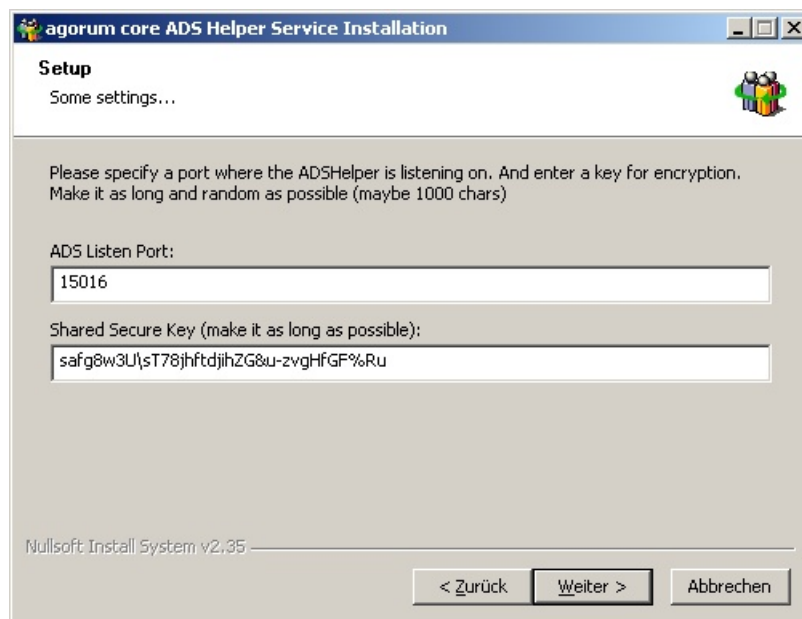 agorum core ADS Helper Service Installation
Setup
Some settings...
Please specify a port where the ADSHelper is listening on. And enter a key for encryption.
Make it as long and random as possible (maybe 1000 chars)
ADS Listen Port:
15016
Shared Secure Key (make it as long as possible):
safg8w3U\sT78jhftdjihZG&u-zvgHfGF%Ru
Nullsoft Install System v2.35
< Zurück
Weiter >
Abbrechen